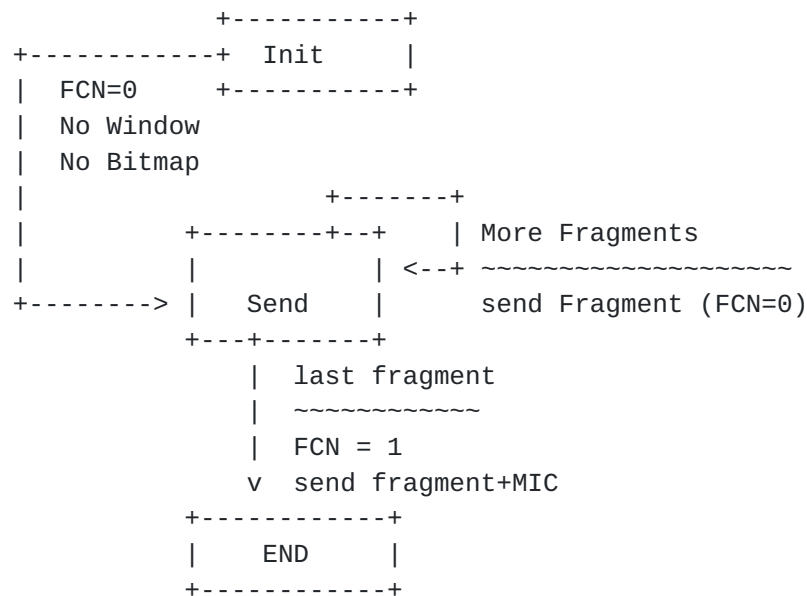 Init
FCN=0
No Window
No Bitmap
More Fragments
~~~~~~~~~~~~~~~~~~~~
Send send Fragment (FCN=0)
last fragment
~~~~~~~~~~~~
FCN = 1
send fragment+MIC
END